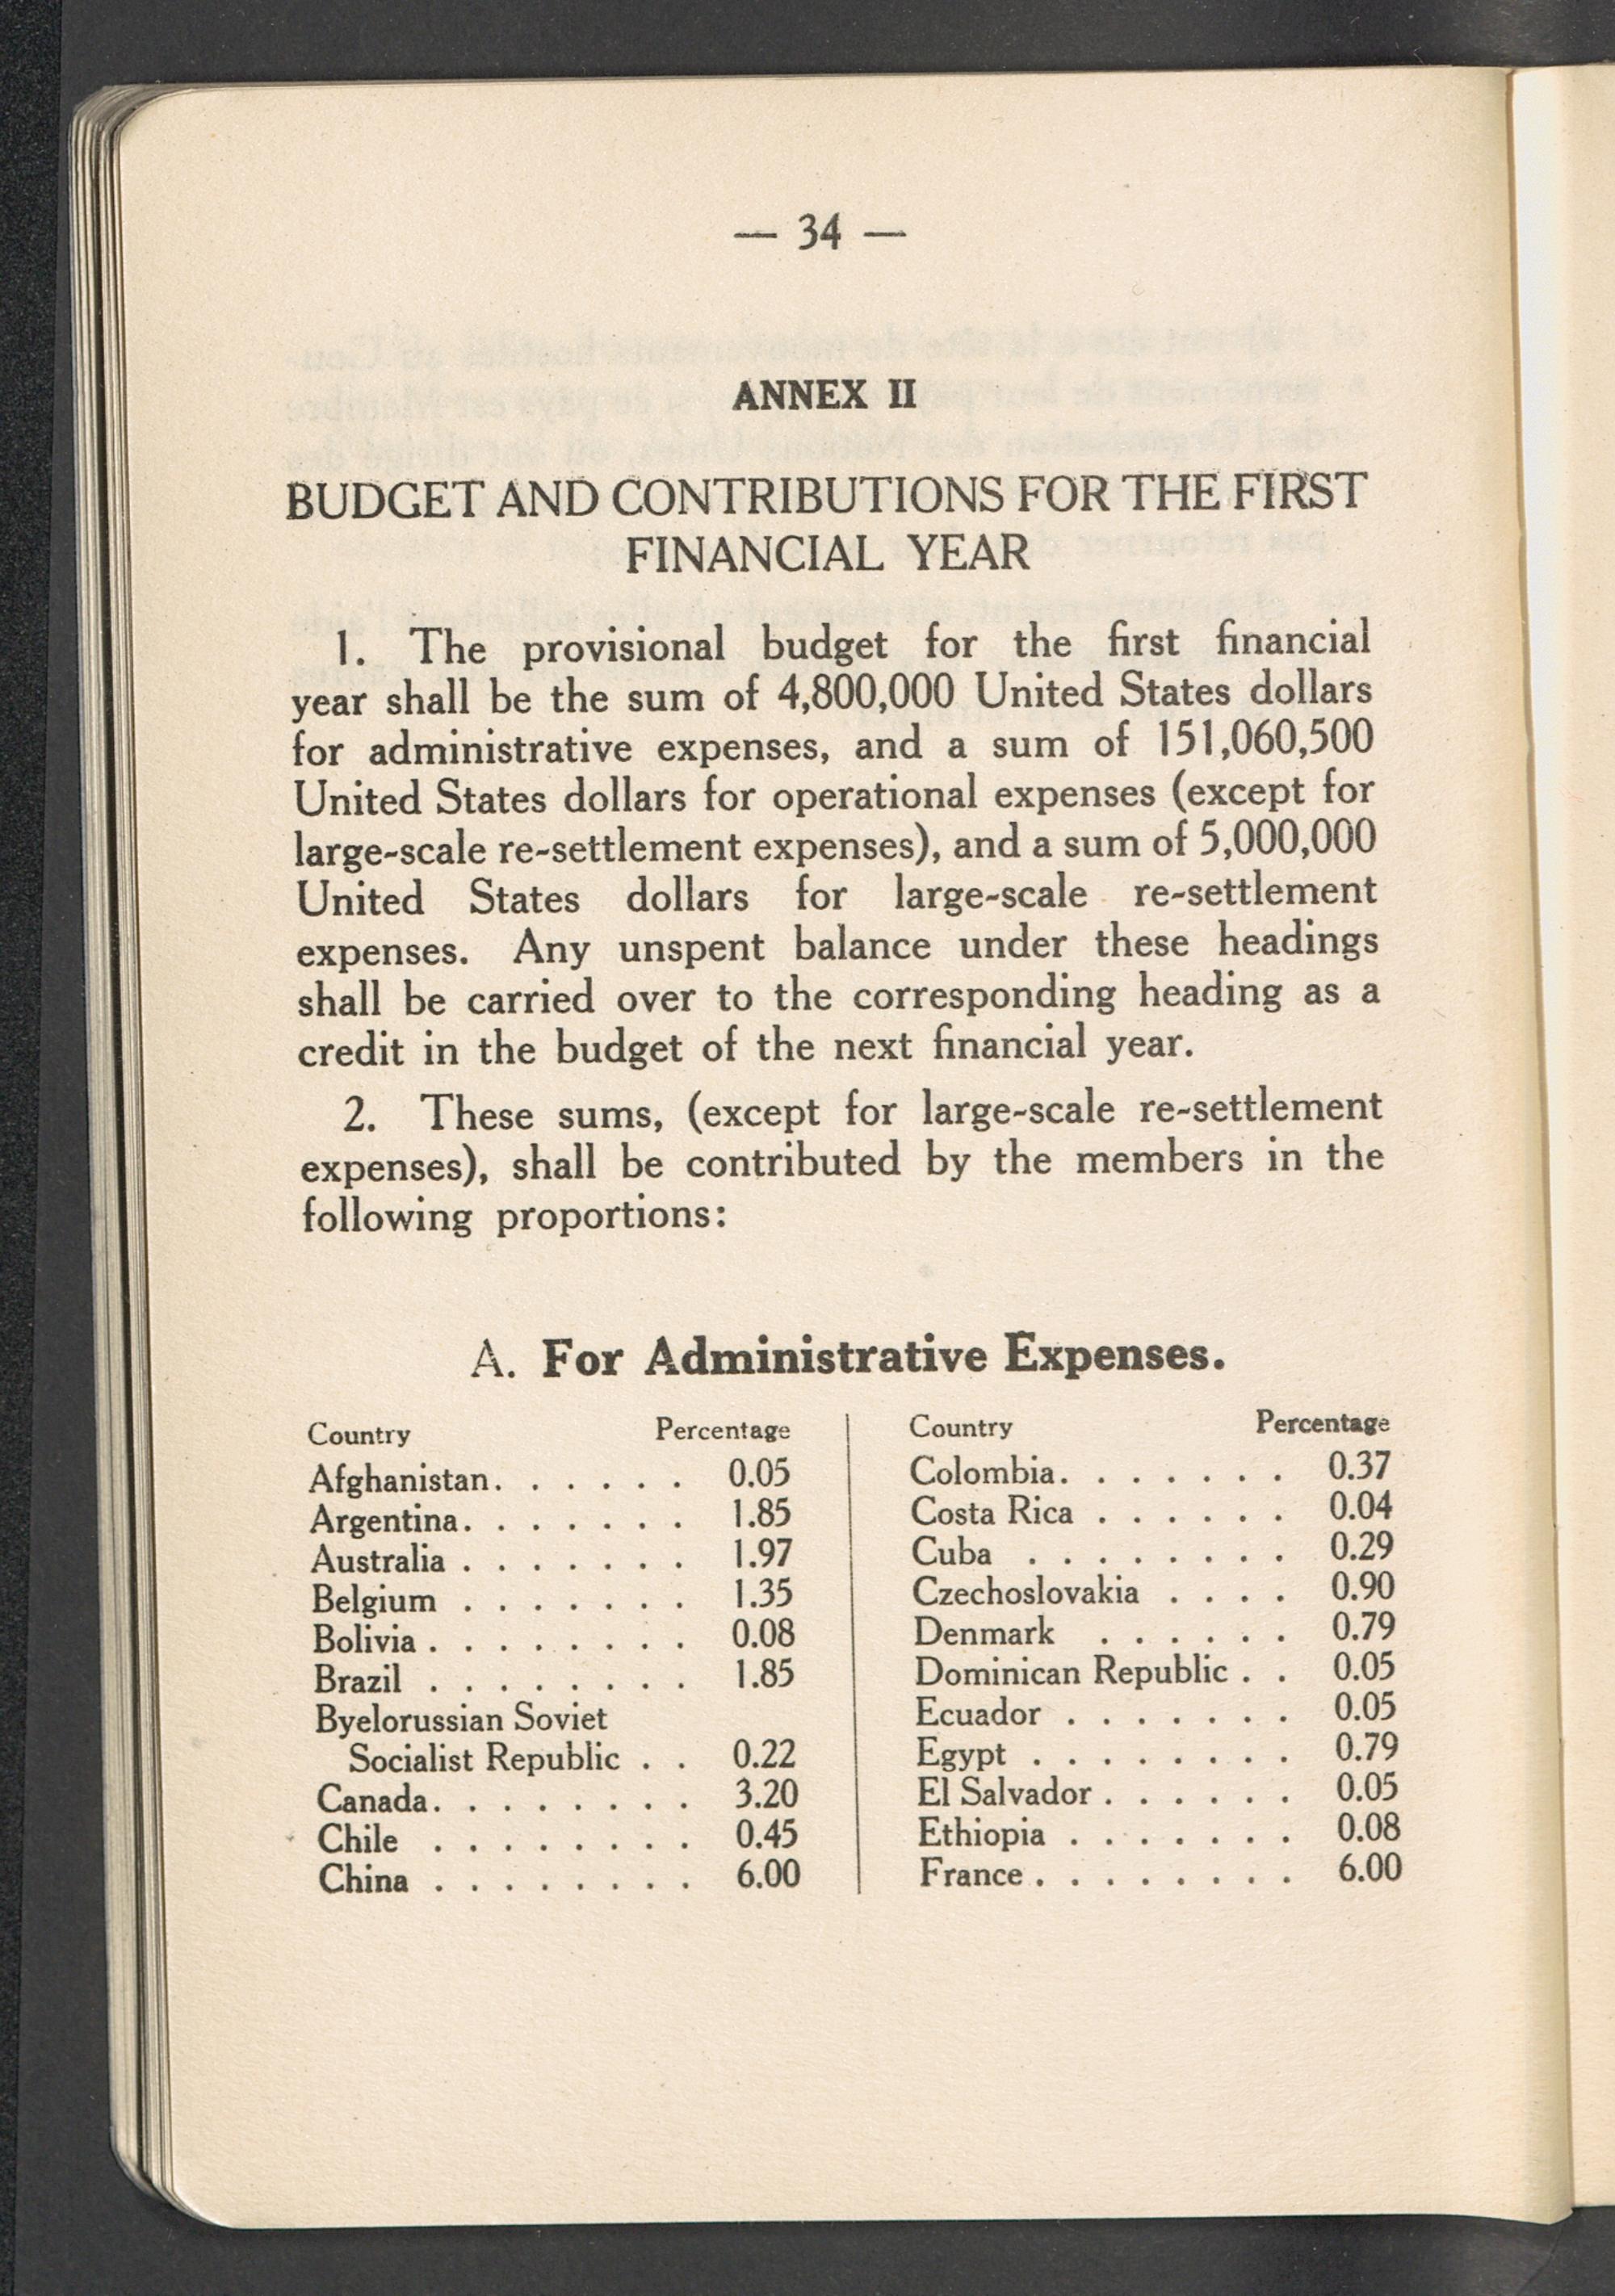 — 34 —
ANNEX II
BUDGET AND CONTRIBUTIONS FOR THE FIRST
FINANCIAL YEAR
1. The provisional budget for the first financial
year shall be the sum of 4,800,000 United States dollars
for administrative expenses, and a sum of 151,060,500
United States dollars for operational expenses (except for
large-scale re-settlement expenses), and a sum of 5,000,000
United States dollars for large-scale re-settlement
expenses. Any unspent balance under these headings
shall be carried over to the corresponding heading as a
credit in the budget of the next financial year.
2. These sums, (except for large-scale re-settlement
expenses), shall be contributed by the members in the
following proportions:
A. For Administrative Expenses.
Country Percentage
Afghanistan. . . . . . 0.05
Argentina. . . . . . . 1.85
Australia . . . . . . . 1.97
Belgium . . . . . . . 1.35
Bolivia . . . . . . . . 0.08
Brazil . . . . . . . . 1.85
Byelorussian Soviet
Socialist Republic . . 0.22
Canada. . . . . . . . 3.20
Chile . . . . . . . . 0.45
China . . . . . . . . 6.00
Country Percentage
Colombia. . . . . . . 0.37
Costa Rica . . . . . . 0.04
Cuba . . . . . . . . 0.29
Czechoslovakia . . . . 0.90
Denmark . . . . . . 0.79
Dominican Republic . . 0.05
Ecuador . . . . . . . 0.05
Egypt . . . . . . . . 0.79
El Salvador . . . . . . 0.05
Ethiopia . . . . . . . 0.08
France . . . . . . . . 6.00